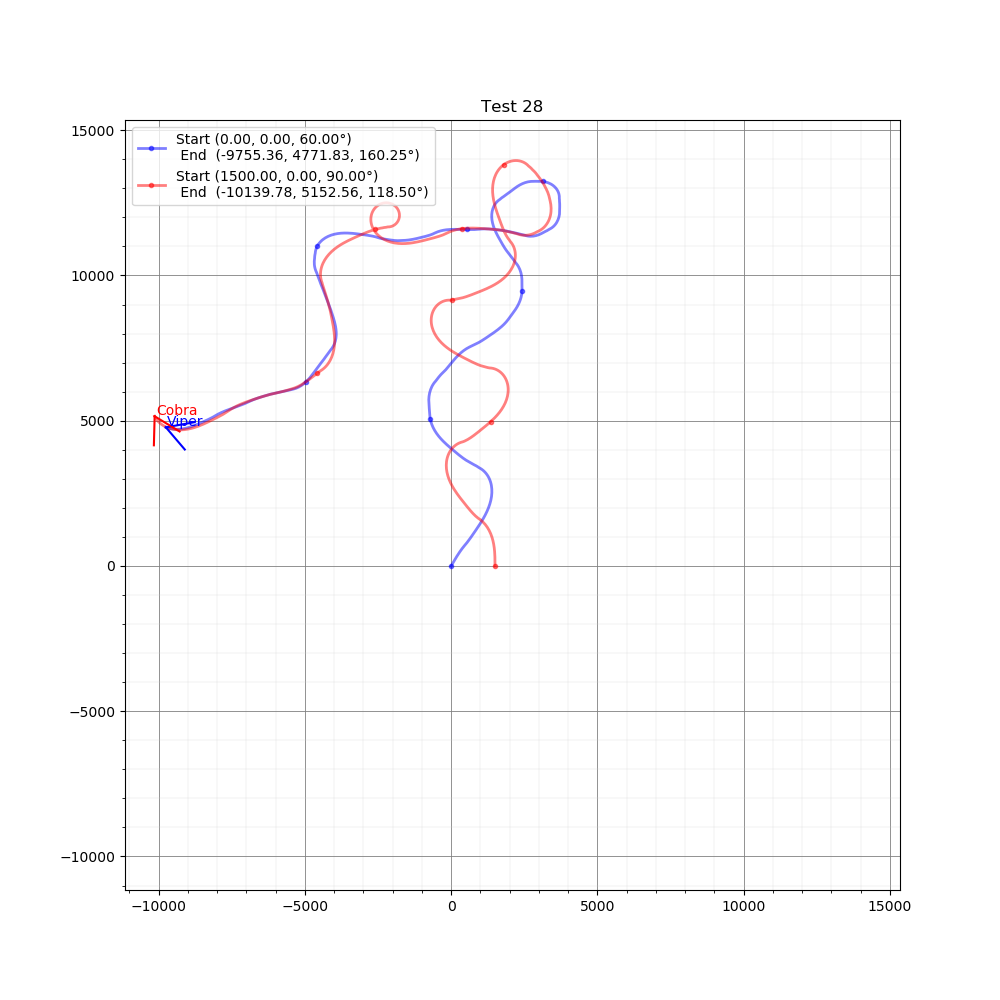 Test 28
Start (0.00, 0.00, 60.00°)
End  (-9755.36, 4771.83, 160.25°)
Start (1500.00, 0.00, 90.00°)
End  (-10139.78, 5152.56, 118.50°)
15000
10000
5000
0
−5000
−10000
Cobra
Viper
−10000 −5000 0 5000 10000 15000